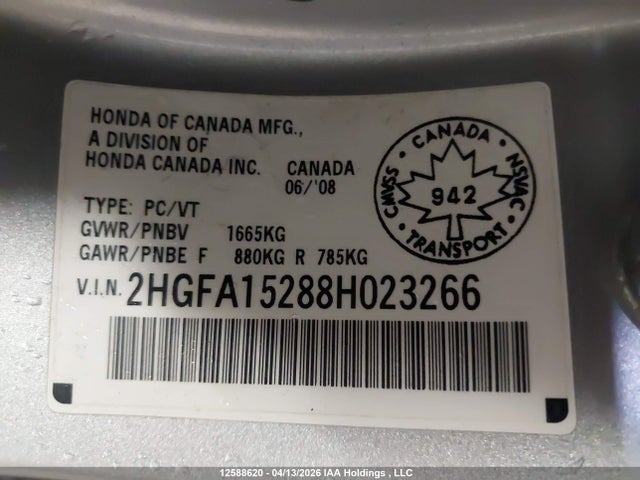 HONDA OF CANADA MFG.,
A DIVISION OF
HONDA CANADA INC. CANADA
06/'08
TYPE: PC/VT
GVWR/PNBV 1665KG
GAWR/PNBE F 880KG R 785KG
V.I.N. 2HGFA15288H023266
CANADA
CMVSS 942 NSVAC
TRANSPORT
12588620 - 04/13/2026 IAA Holdings , LLC